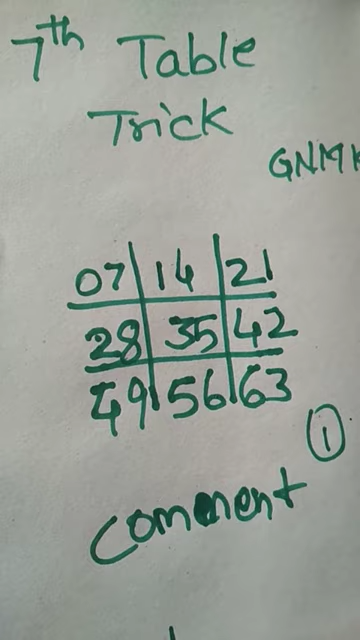 7th Table
Trick
GNMK
07 14 21
28 35 42
49 56 63
1
comment